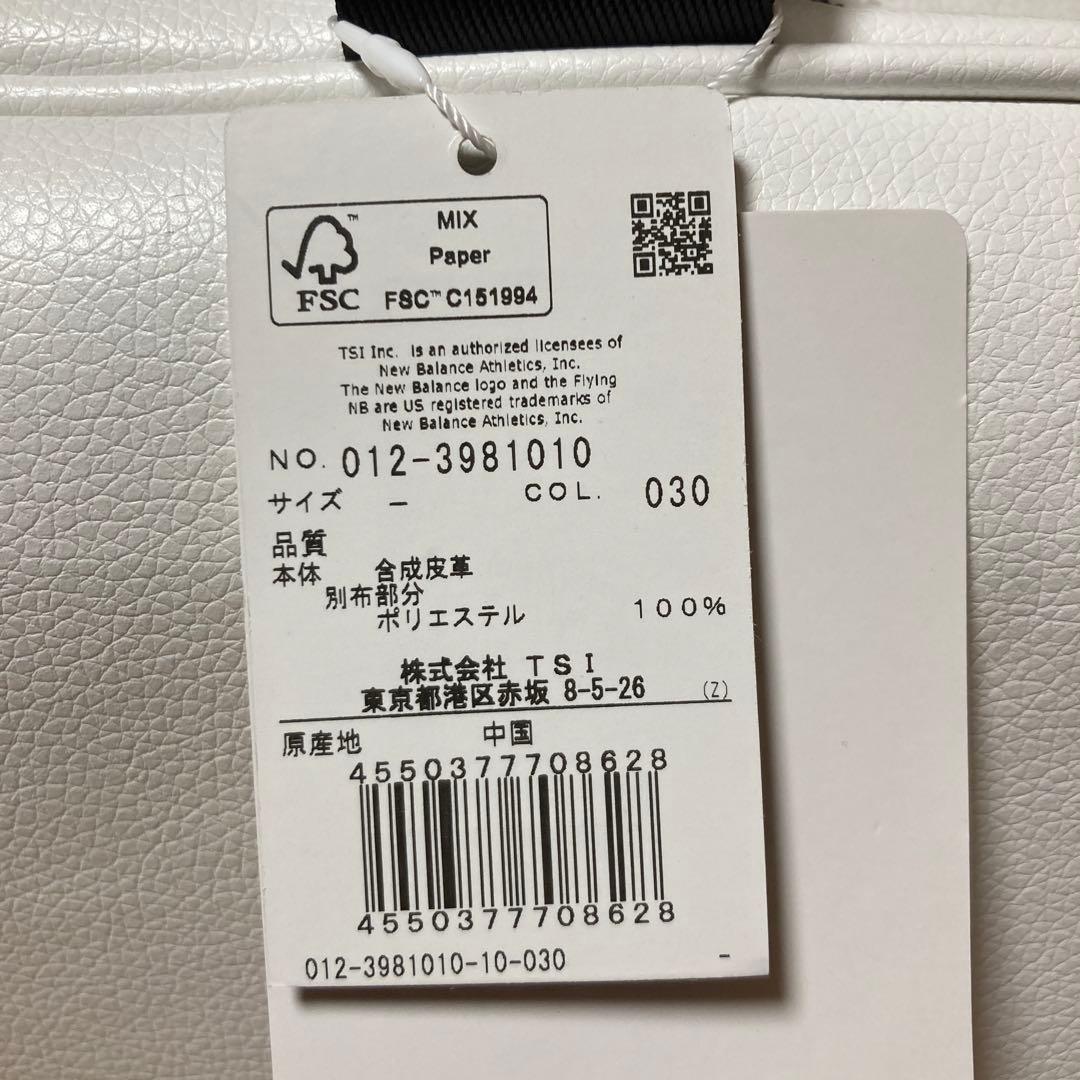 MIX
Paper
FSC™ C151994
FSC
TSI Inc. is an authorized licensees of
New Balance Athletics, Inc.
The New Balance logo and the Flying
NB are US registered trademarks of
New Balance Athletics, Inc.
NO. 012-3981010
サイズ - COL. 030
品質
本体 合成皮革
別布部分
ポリエステル 100%
株式会社 TSI
東京都港区赤坂 8-5-26 (Z)
原産地 中国
4550377708628
4550377708628
012-3981010-10-030 -